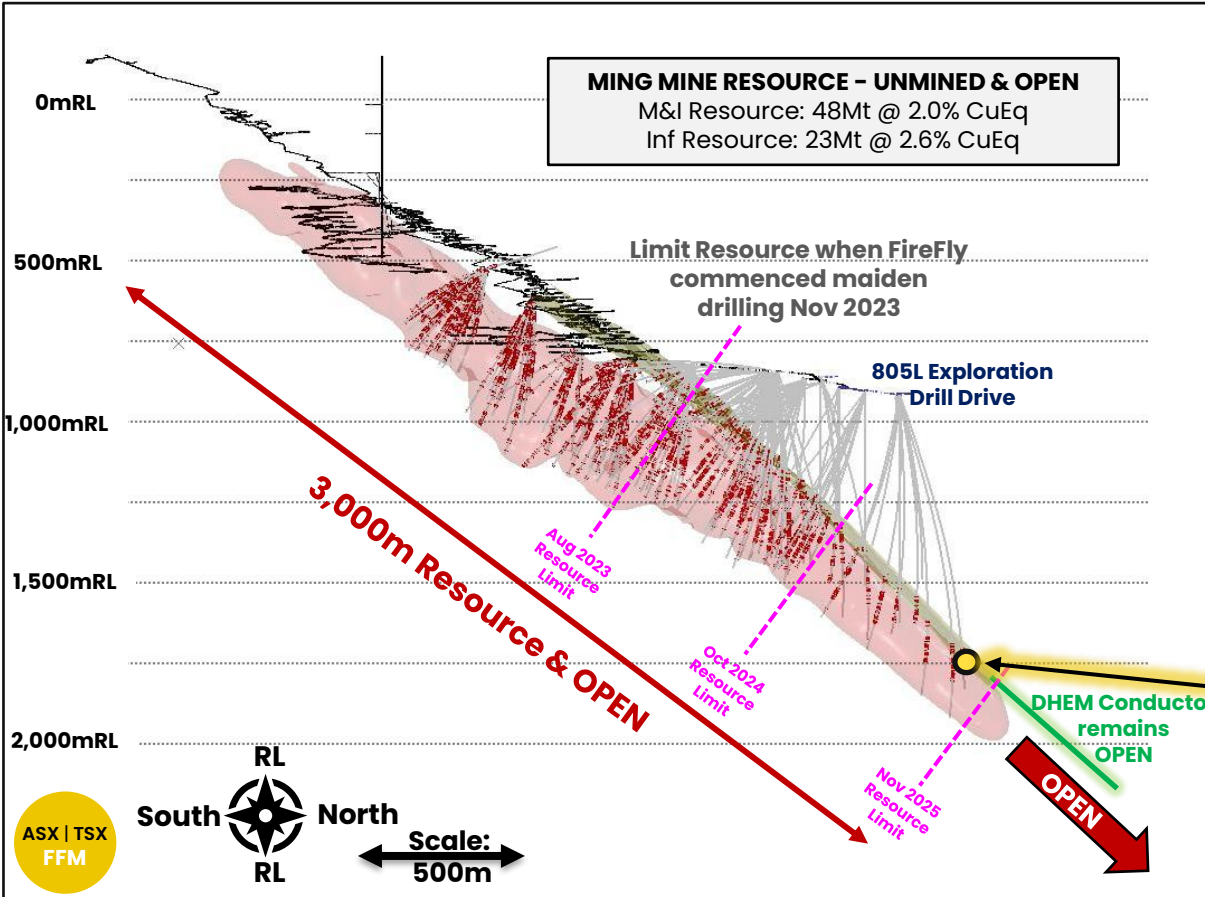 MING MINE RESOURCE - UNMINED & OPEN
M&I Resource: 48Mt @ 2.0% CuEq
Inf Resource: 23Mt @ 2.6% CuEq
0mRL
500mRL
1,000mRL
1,500mRL
2,000mRL
Limit Resource when FireFly
commenced maiden
drilling Nov 2023
805L Exploration
Drill Drive
3,000m Resource & OPEN
Aug 2023
Resource
Limit
Oct 2024
Resource
Limit
Nov 2025
Resource
Limit
DHEM Conducto
remains
OPEN
OPEN
RL
South
North
RL
Scale:
500m
ASX | TSX
FFM